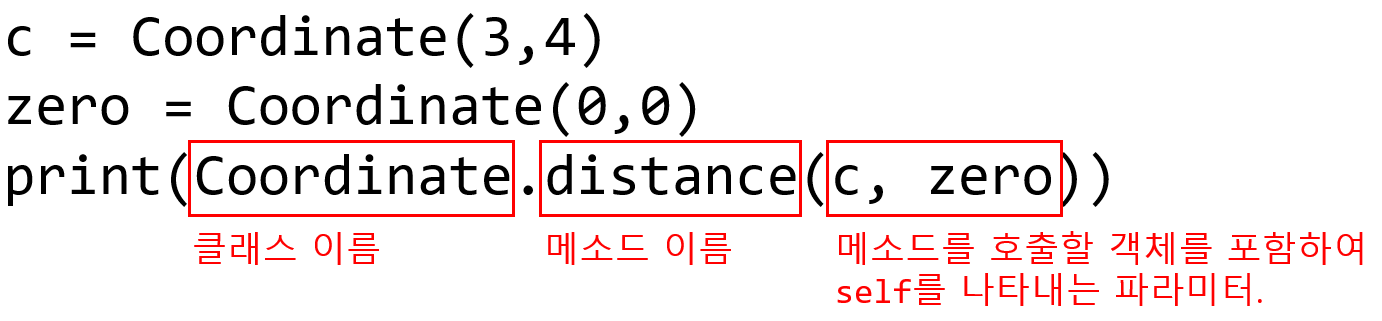 c = Coordinate(3,4)
zero = Coordinate(0,0)
print(Coordinate.distance(c, zero))
클래스 이름
메소드 이름
메소드를 호출할 객체를 포함하여
self를 나타내는 파라미터.